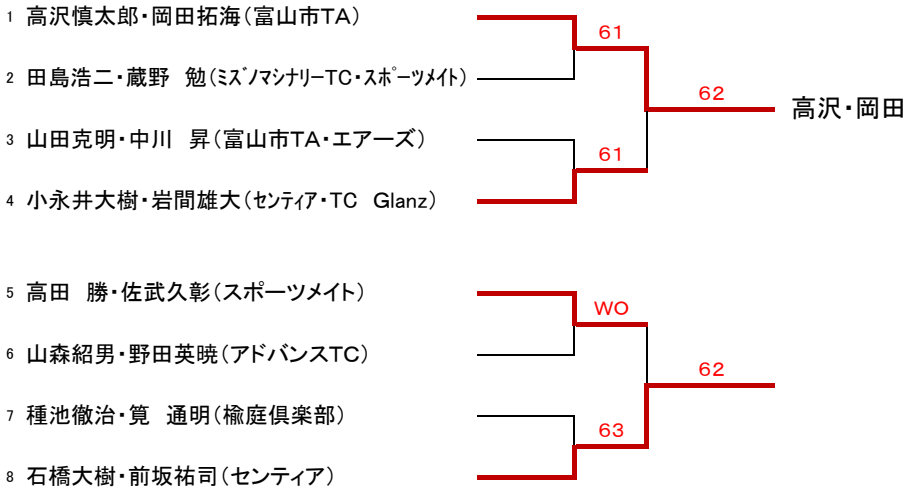 1 高沢慎太郎・岡田拓海(富山市TA)
61
2 田島浩二・蔵野　勉(ミズノマシナリーTC・スポーツメイト)
62
高沢・岡田
3 山田克明・中川　昇(富山市TA・エアーズ)
61
4 小永井大樹・岩間雄大(センティア・TC　Glanz)
5 高田　勝・佐武久彰(スポーツメイト)
WO
6 山森紹男・野田英暁(アドバンスTC)
62
7 種池徹治・筧　通明(楡庭倶楽部)
63
8 石橋大樹・前坂祐司(センティア)